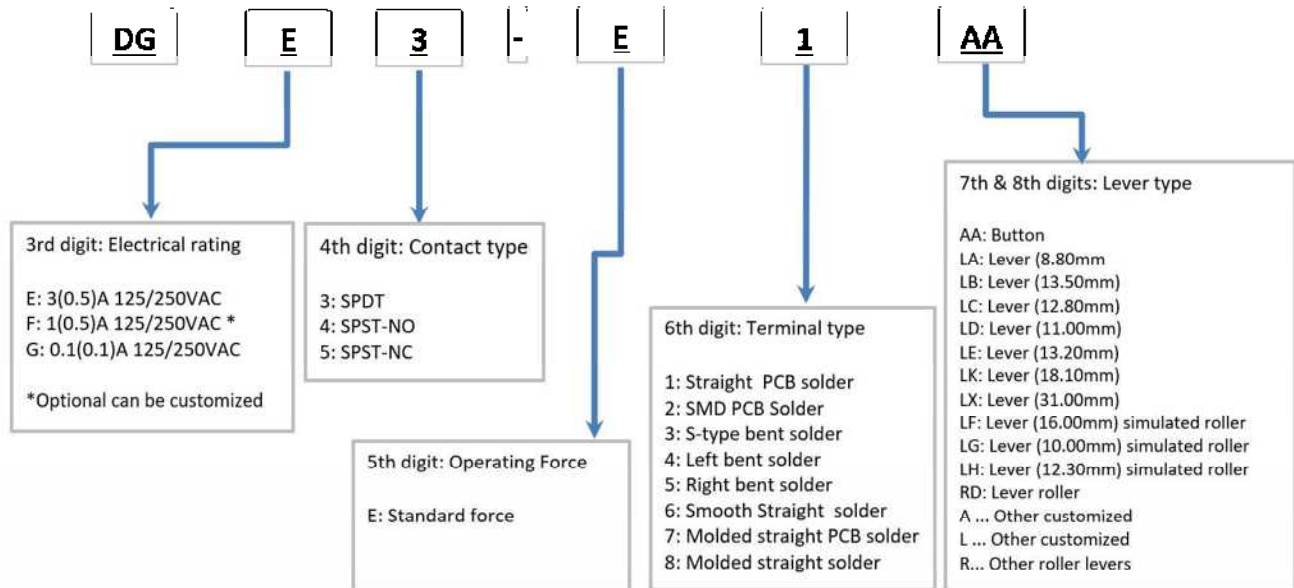 DG E 3 - E 1 AA
3rd digit: Electrical rating
E: 3(0.5)A 125/250VAC
F: 1(0.5)A 125/250VAC *
G: 0.1(0.1)A 125/250VAC
*Optional can be customized
4th digit: Contact type
3: SPDT
4: SPST-NO
5: SPST-NC
5th digit: Operating Force
E: Standard force
6th digit: Terminal type
1: Straight PCB solder
2: SMD PCB Solder
3: S-type bent solder
4: Left bent solder
5: Right bent solder
6: Smooth Straight solder
7: Molded straight PCB solder
8: Molded straight solder
7th & 8th digits: Lever type
AA: Button
LA: Lever (8.80mm
LB: Lever (13.50mm)
LC: Lever (12.80mm)
LD: Lever (11.00mm)
LE: Lever (13.20mm)
LK: Lever (18.10mm)
LX: Lever (31.00mm)
LF: Lever (16.00mm) simulated roller
LG: Lever (10.00mm) simulated roller
LH: Lever (12.30mm) simulated roller
RD: Lever roller
A ... Other customized
L ... Other customized
R... Other roller levers